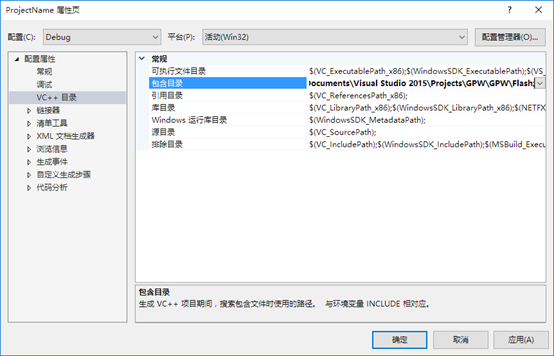 ProjectName 属性页
配置(C): Debug 平台(P): 活动(Win32) 配置管理器(O)...
配置属性
常规
调试
VC++ 目录
链接器
清单工具
XML 文档生成器
浏览信息
生成事件
自定义生成步骤
代码分析
常规
可执行文件目录 $(VC_ExecutablePath_x86);$(WindowsSDK_ExecutablePath);$(VS_
包含目录 Documents\Visual Studio 2015\Projects\GPW\GPW\Flash;
引用目录 $(VC_ReferencesPath_x86);
库目录 $(VC_LibraryPath_x86);$(WindowsSDK_LibraryPath_x86);$(NETFX
Windows 运行库目录 $(WindowsSDK_MetadataPath);
源目录 $(VC_SourcePath);
排除目录 $(VC_IncludePath);$(WindowsSDK_IncludePath);$(MSBuild_Execu
包含目录
生成 VC++ 项目期间，搜索包含文件时使用的路径。 与环境变量 INCLUDE 相对应。
确定 取消 应用(A)